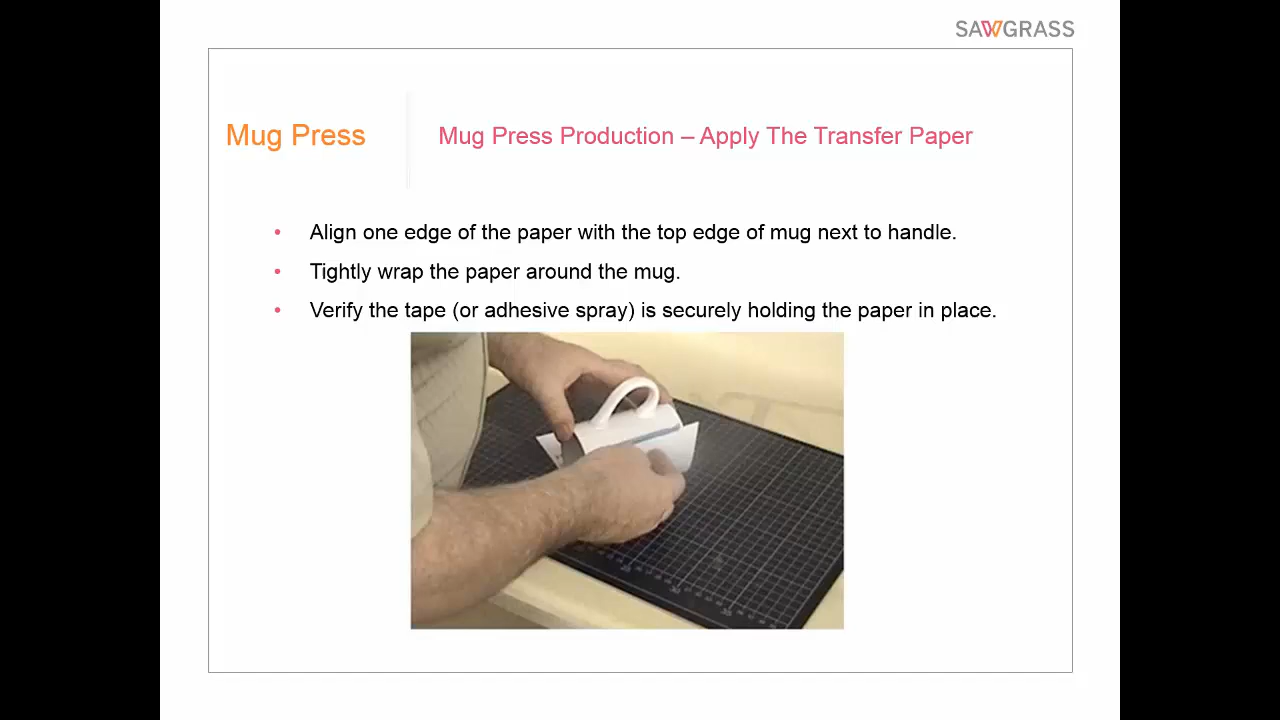 SAWGRASS
Mug Press
Mug Press Production – Apply The Transfer Paper
• Align one edge of the paper with the top edge of mug next to handle.
• Tightly wrap the paper around the mug.
• Verify the tape (or adhesive spray) is securely holding the paper in place.